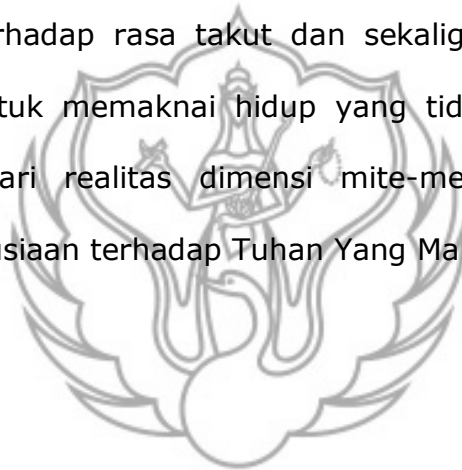 rhadap rasa takut dan sekalig
tuk memaknai hidup yang tid
ari realitas dimensi mite-me
usiaan terhadap Tuhan Yang Ma